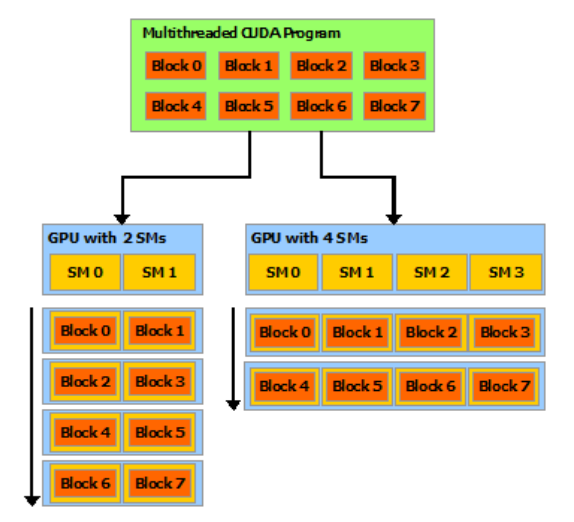 Multithreaded CUDA Program
Block 0 Block 1 Block 2 Block 3
Block 4 Block 5 Block 6 Block 7
GPU with 2 SMs
SM 0 SM 1
Block 0 Block 1
Block 2 Block 3
Block 4 Block 5
Block 6 Block 7
GPU with 4 SMs
SM 0 SM 1 SM 2 SM 3
Block 0 Block 1 Block 2 Block 3
Block 4 Block 5 Block 6 Block 7